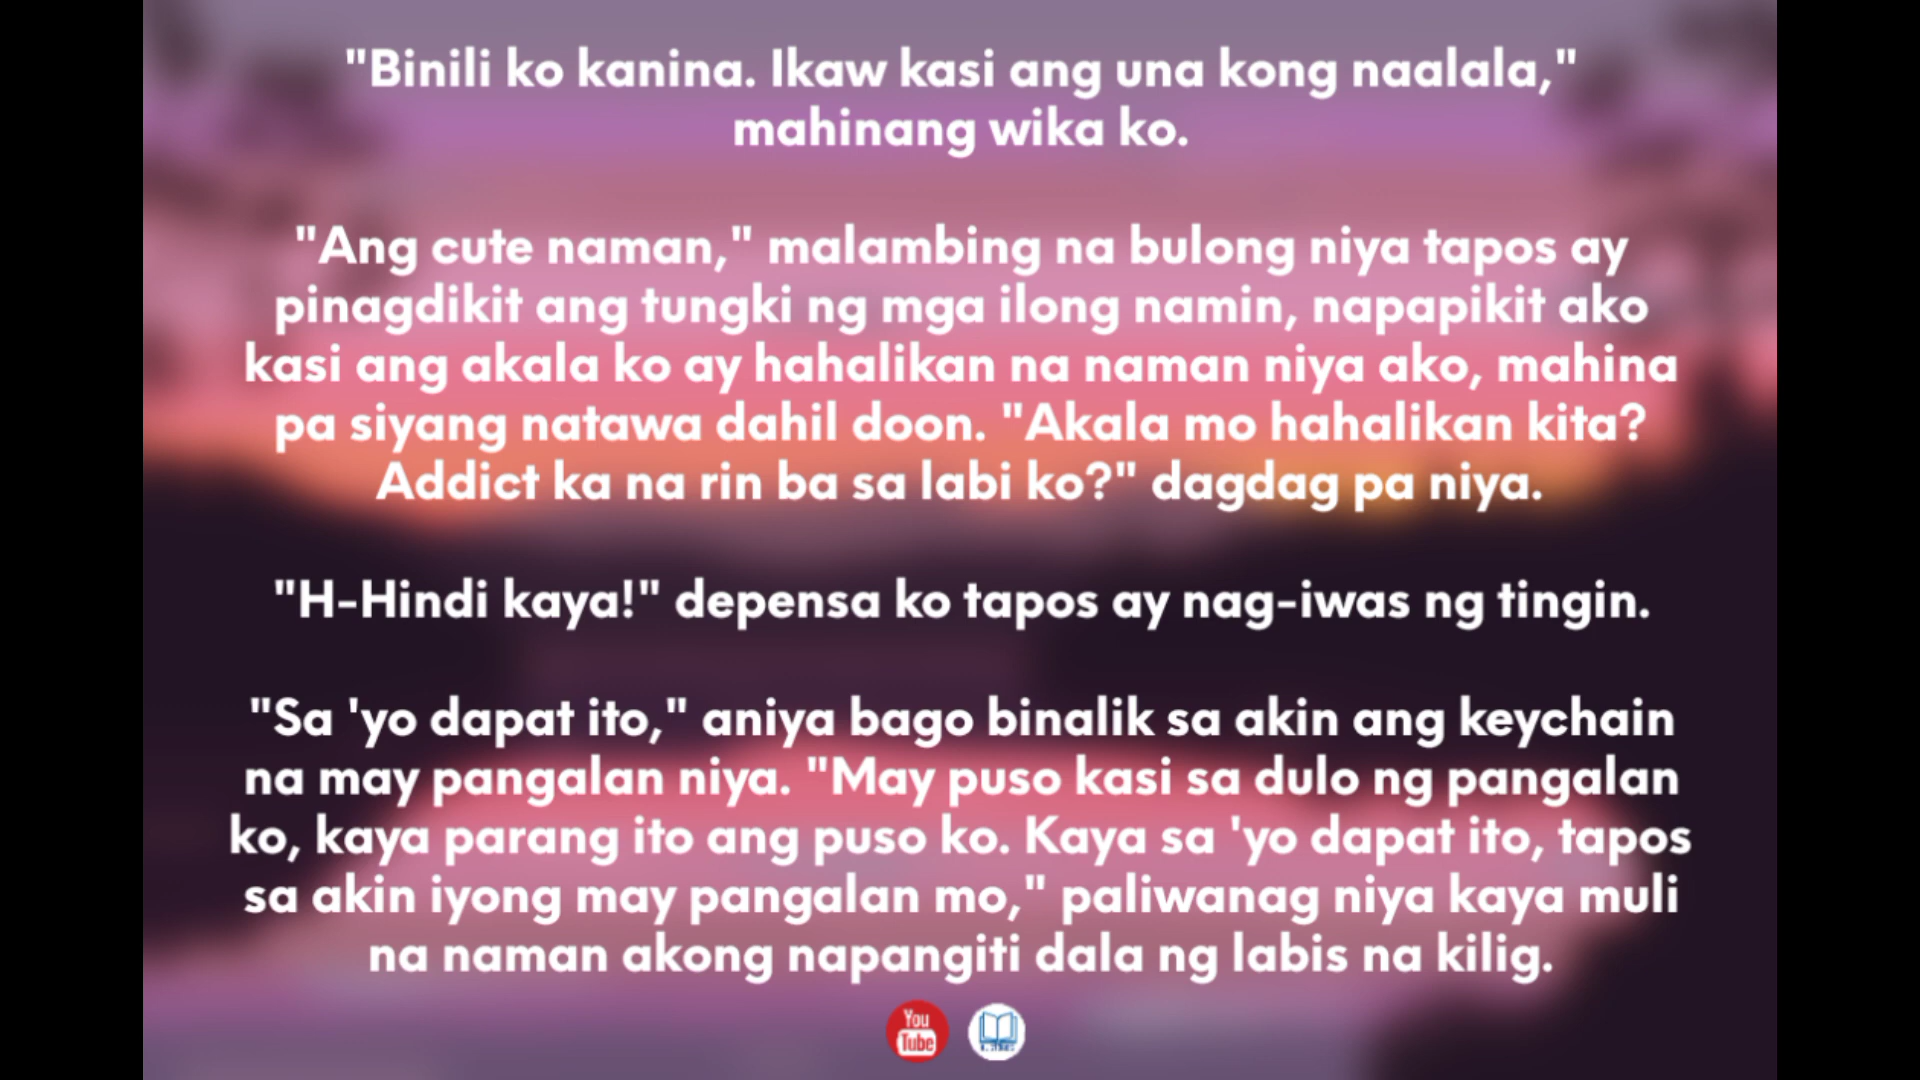 "Binili ko kanina. Ikaw kasi ang una kong naalala,"
mahinang wika ko.
"Ang cute naman," malambing na bulong niya tapos ay
pinagdikit ang tungki ng mga ilong namin, napapikit ako
kasi ang akala ko ay hahalikan na naman niya ako, mahina
pa siyang natawa dahil doon. "Akala mo hahalikan kita?
Addict ka na rin ba sa labi ko?" dagdag pa niya.
"H-Hindi kaya!" depensa ko tapos ay nag-iwas ng tingin.
"Sa 'yo dapat ito," aniya bago binalik sa akin ang keychain
na may pangalan niya. "May puso kasi sa dulo ng pangalan
ko, kaya parang ito ang puso ko. Kaya sa 'yo dapat ito, tapos
sa akin iyong may pangalan mo," paliwanag niya kaya muli
na naman akong napangiti dala ng labis na kilig.
You
Tube